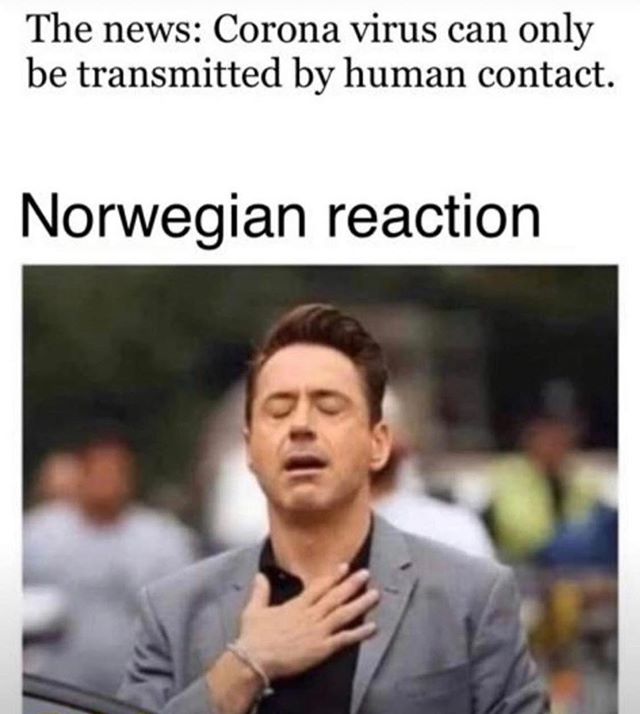 The news: Corona virus can only
be transmitted by human contact.
Norwegian reaction